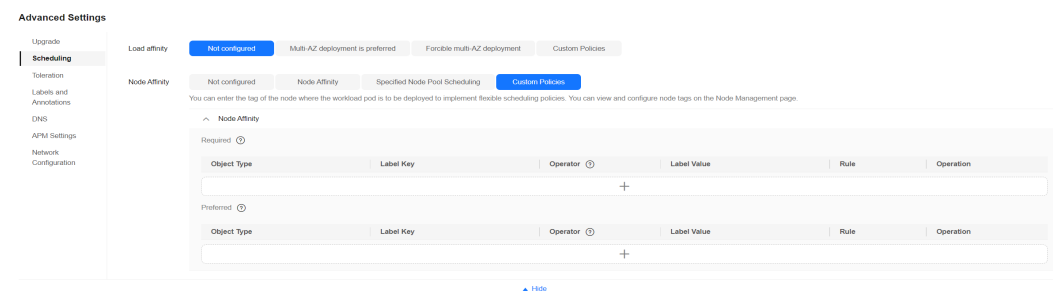 Advanced Settings
Upgrade
Scheduling
Toleration
Labels and
Annotations
DNS
APM Settings
Network
Configuration
Load affinity
Not configured Multi-AZ deployment is preferred Forcible multi-AZ deployment Custom Policies
Node Affinity
Not configured Node Affinity Specified Node Pool Scheduling Custom Policies
You can enter the tag of the node where the workload pod is to be deployed to implement flexible scheduling policies. You can view and configure node tags on the Node Management page
Node Affinity
Required ?
Object Type Label Key Operator ? Label Value Rule Operation
+
Preferred ?
Object Type Label Key Operator ? Label Value Rule Operation
+
Hide